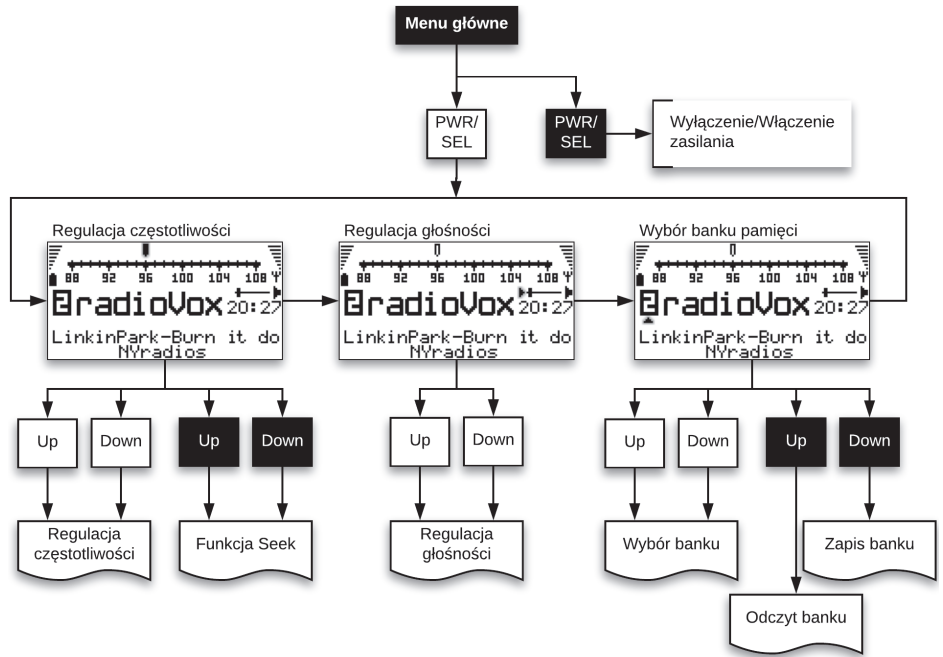 Menu główne
PWR/
SEL
PWR/
SEL
Wyłączenie/Włączenie
zasilania
Regulacja częstotliwości
88 92 96 100 104 108
2radioVox 20:27
LinkinPark-Burn it do
NYradios
Regulacja głośności
88 92 96 100 104 108
2radioVox 20:27
LinkinPark-Burn it do
NYradios
Wybór banku pamięci
88 92 96 100 104 108
2radioVox 20:27
LinkinPark-Burn it do
NYradios
Up
Down
Up
Down
Up
Down
Up
Down
Up
Down
Regulacja
częstotliwości
Funkcja Seek
Regulacja
głośności
Wybór banku
Zapis banku
Odczyt banku